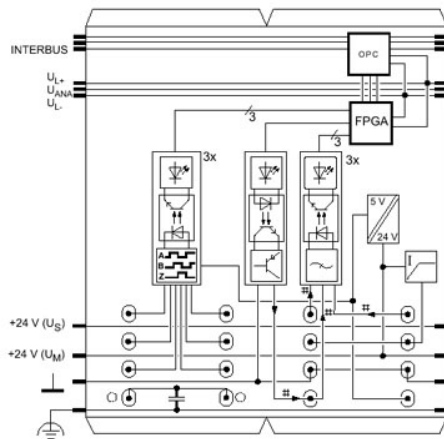 OPC
INTERBUS
UL+
UANA
UL-
FPGA
3
3
3x
3x
5 V
24 V
I
A
B
Z
#
#
#
+24 V (US)
+24 V (UM)
#
#